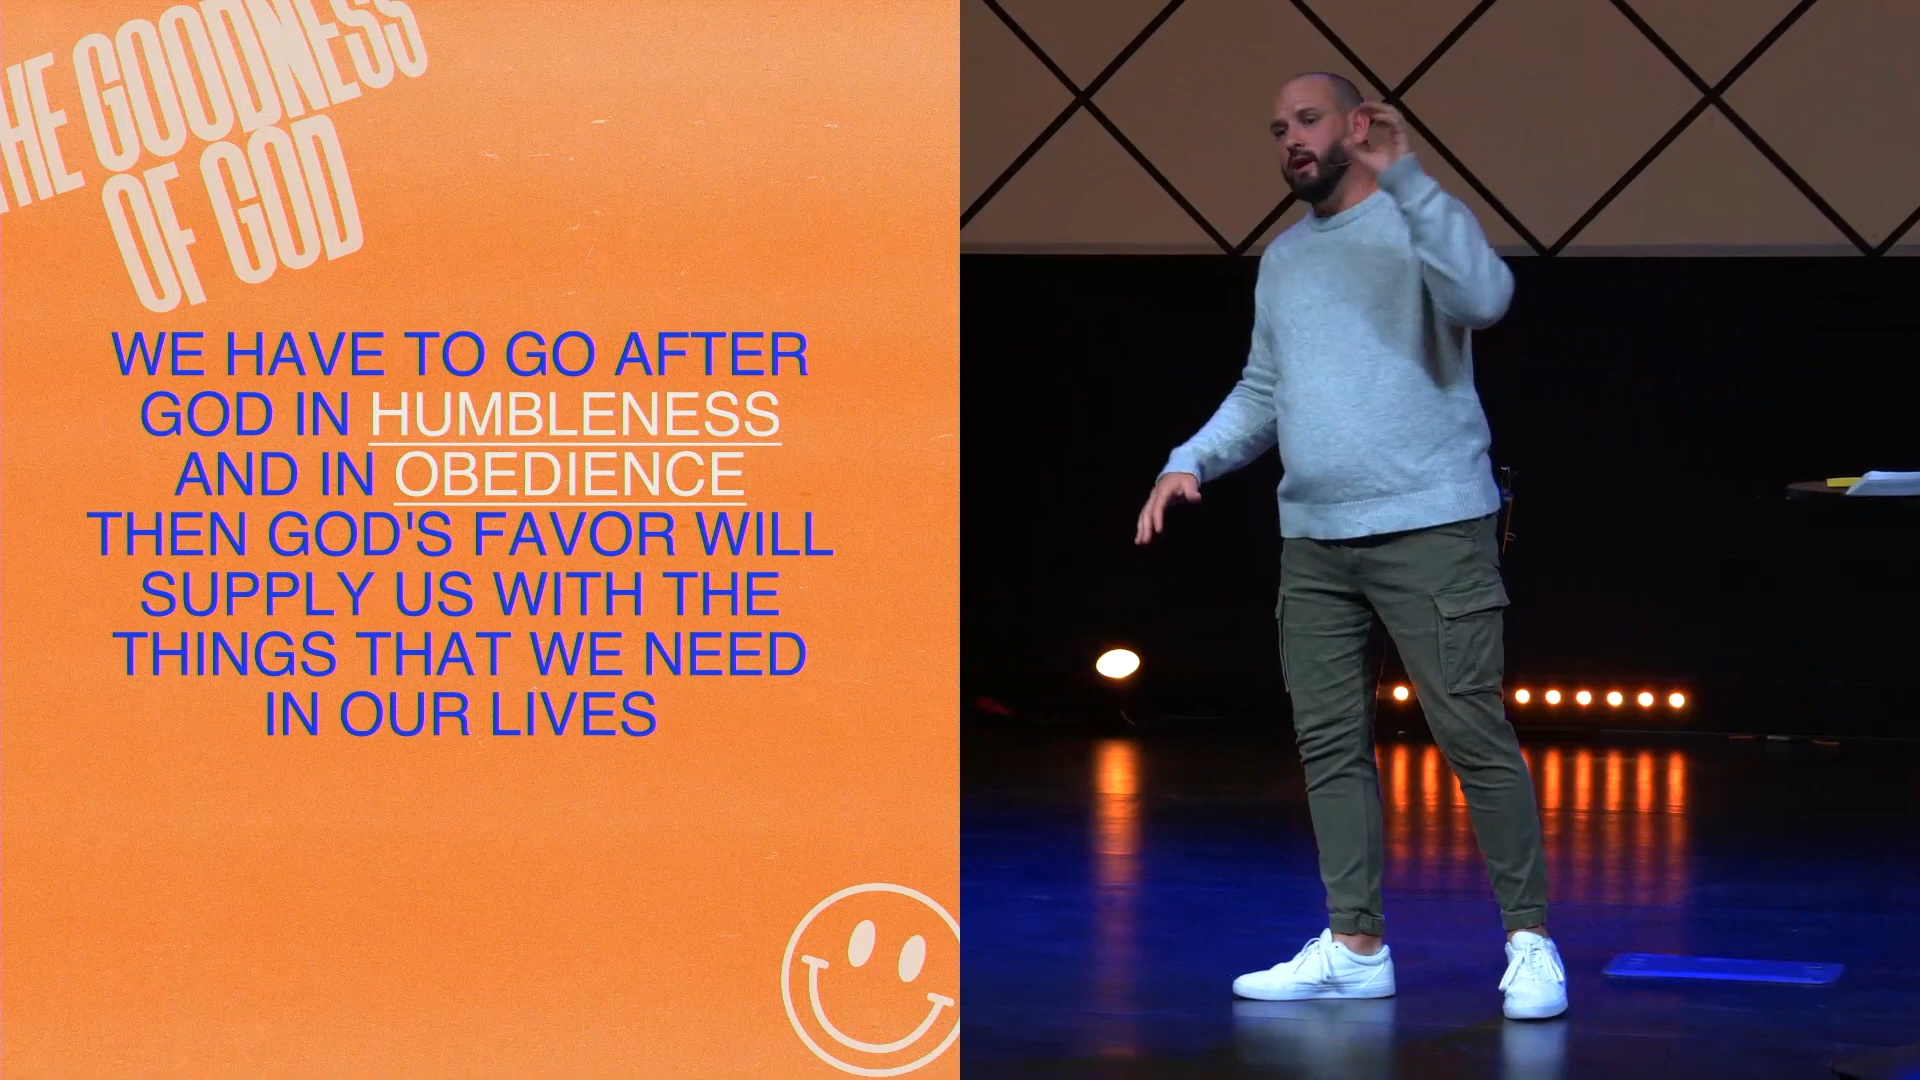 THE GOODNESS
OF GOD
WE HAVE TO GO AFTER
GOD IN HUMBLENESS
AND IN OBEDIENCE
THEN GOD'S FAVOR WILL
SUPPLY US WITH THE
THINGS THAT WE NEED
IN OUR LIVES